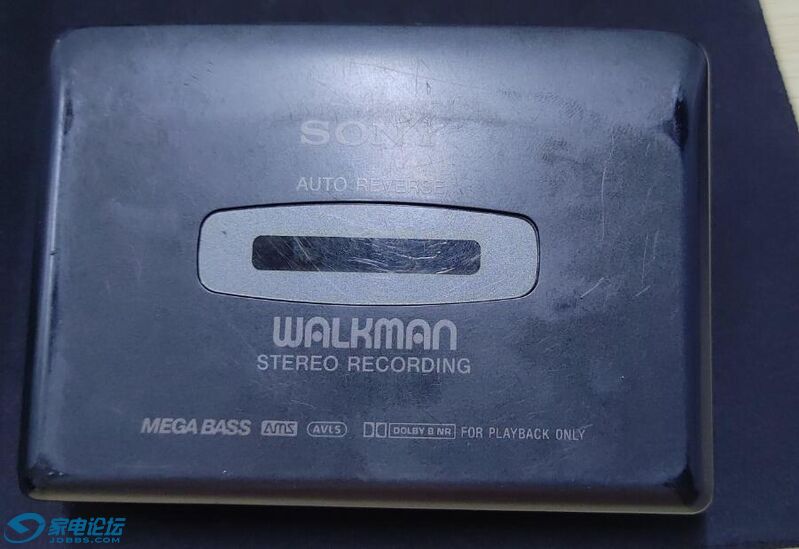 SONY
AUTO REVERSE
WALKMAN
STEREO RECORDING
MEGA BASS AMS AVLS DOLBY B NR FOR PLAYBACK ONLY
家电论坛
JDBBS.COM